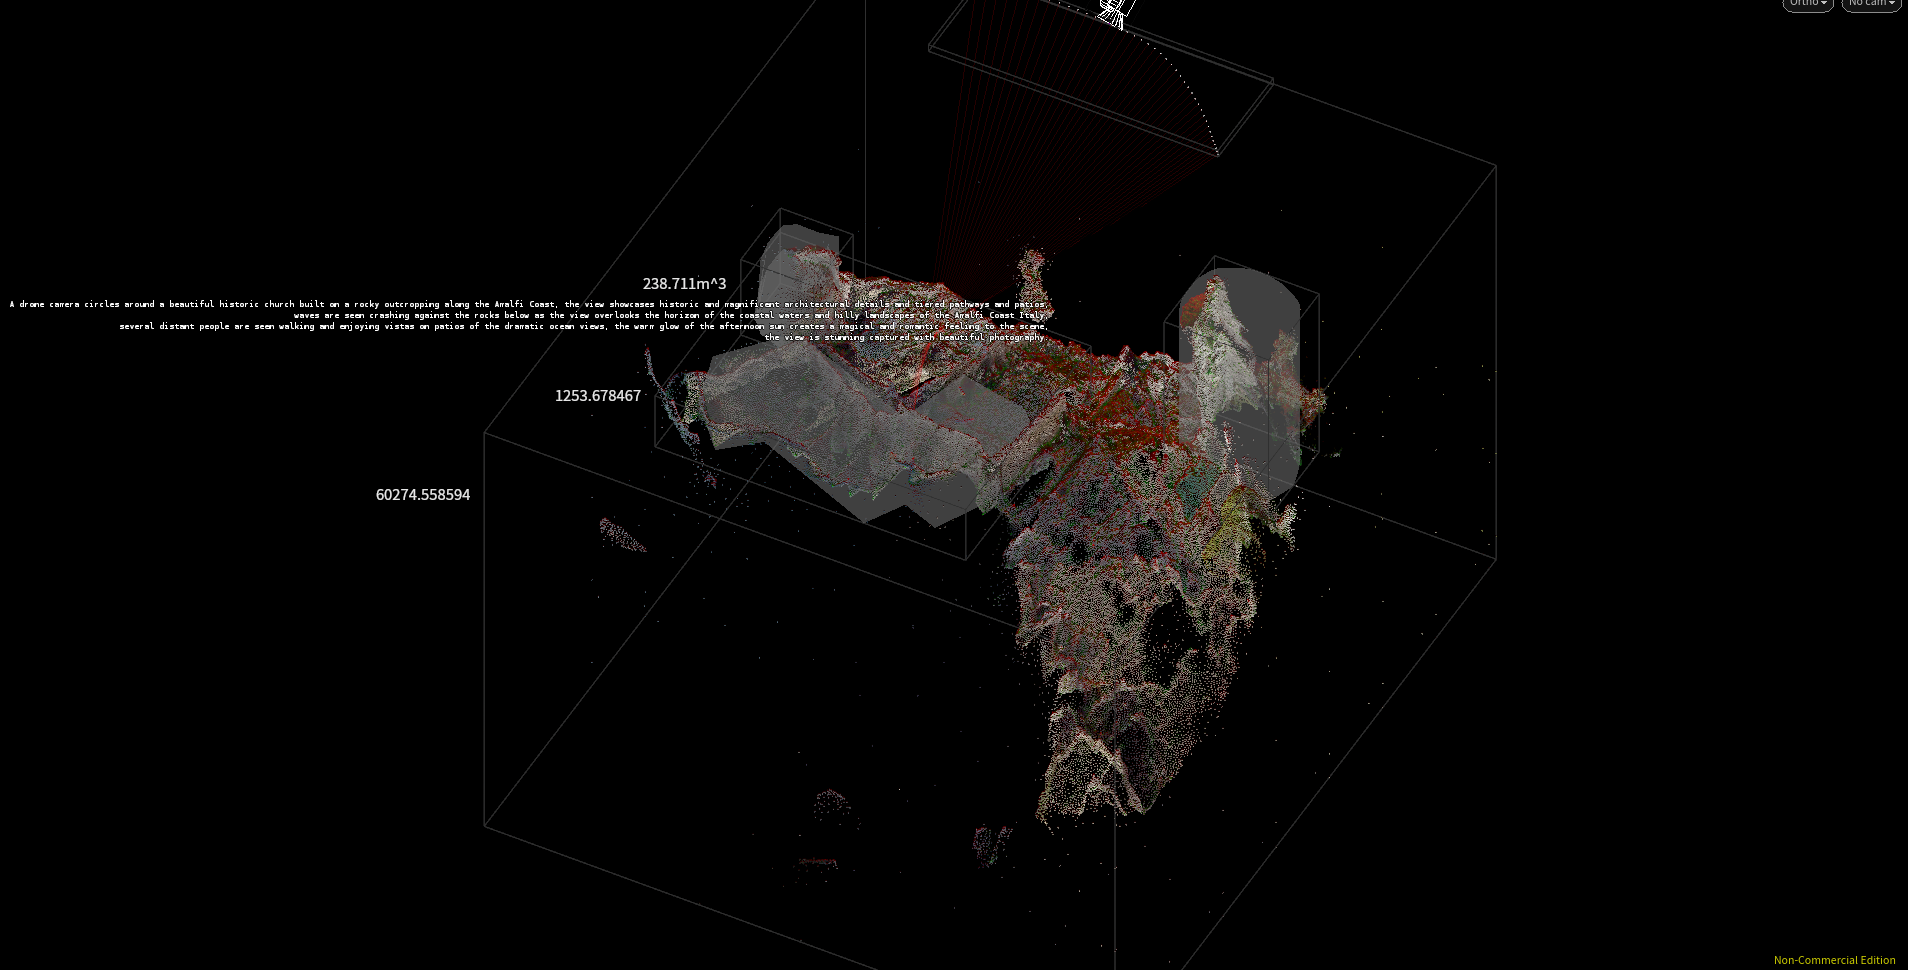 Ortho
No cam
238.711m^3
A drone camera circles around a beautiful historic church built on a rocky outcropping along the Amalfi Coast, the view showcases historic and magnificent architectural details and tiered pathways and patios,
waves are seen crashing against the rocks below as the view overlooks the horizon of the coastal waters and hilly landscapes of the Amalfi Coast Italy,
several distant people are seen walking and enjoying vistas on patios of the dramatic ocean views, the warm glow of the afternoon sun creates a magical and romantic feeling to the scene,
the view is stunning captured with beautiful photography.
1253.678467
60274.558594
Non-Commercial Edition